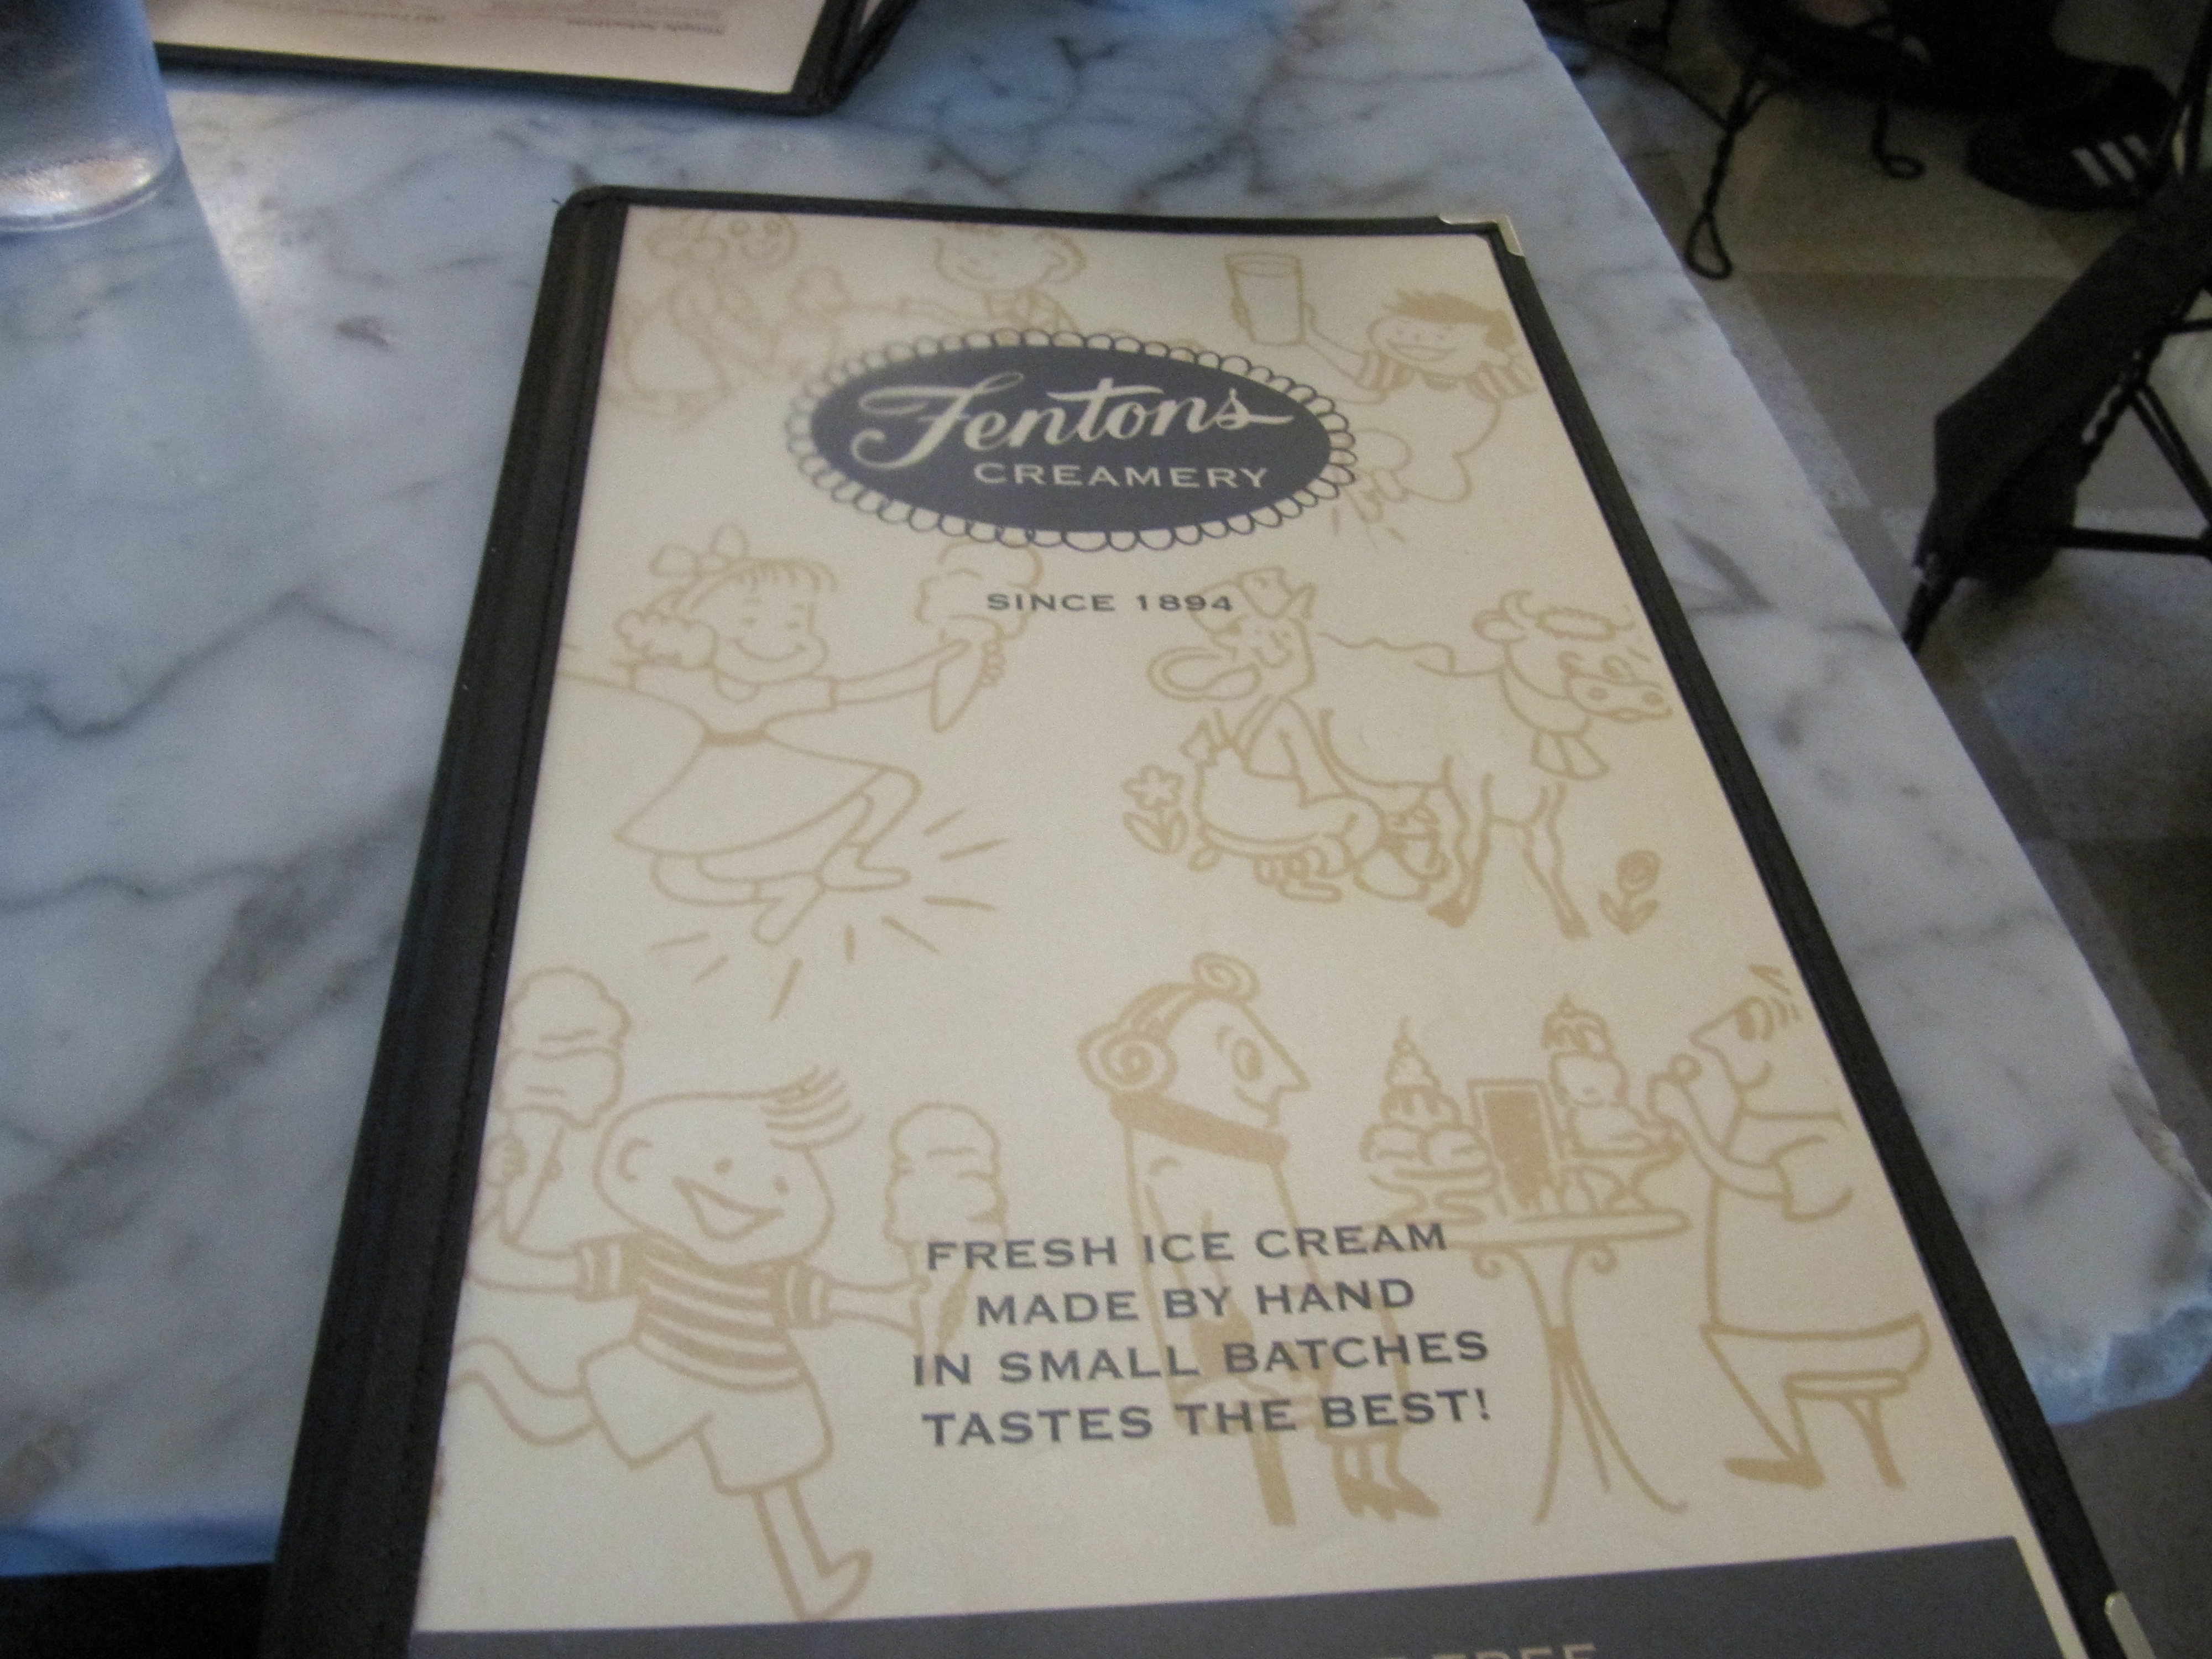 Fentons
CREAMERY
SINCE 1894
FRESH ICE CREAM
MADE BY HAND
IN SMALL BATCHES
TASTES THE BEST!